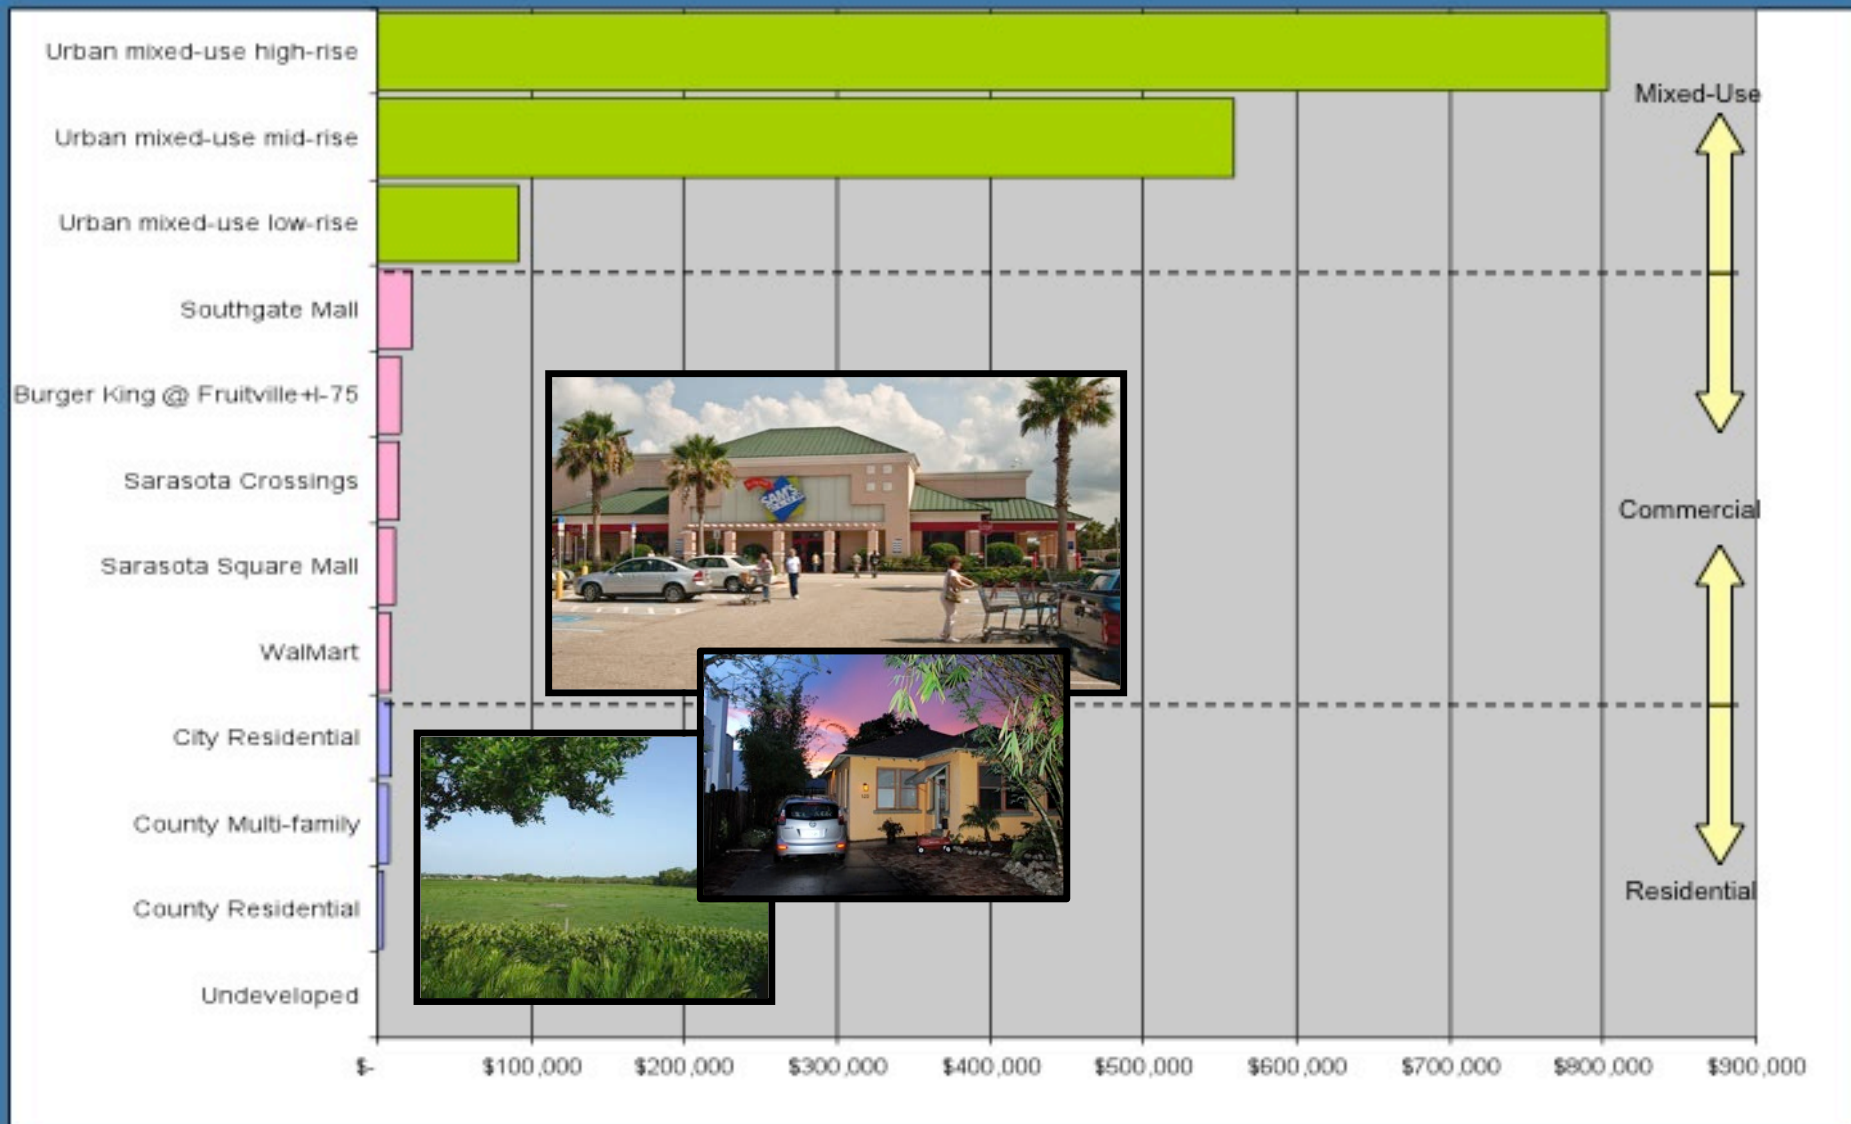 Urban mixed-use high-rise
Mixed-Use
Urban mixed-use mid-rise
Urban mixed-use low-rise
Southgate Mall
Burger King @ Fruitville+I-75
Sarasota Crossings
SAM'S
Commercial
Sarasota Square Mall
WalMart
City Residential
County Multi-family
Residential
County Residential
Undeveloped
$- $100,000 $200,000 $300,000 $400,000 $500,000 $600,000 $700,000 $800,000 $900,000